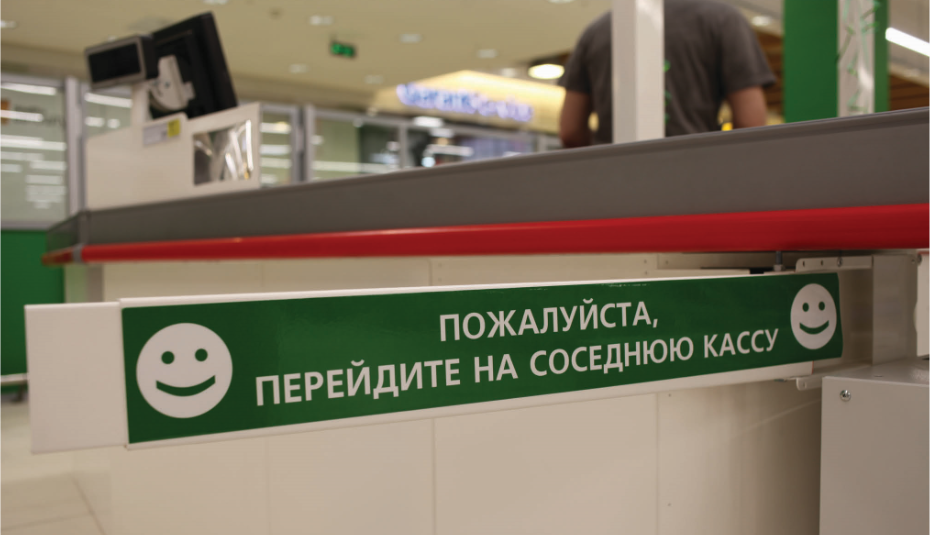 ПОЖАЛУЙСТА,
ПЕРЕЙДИТЕ НА СОСЕДНЮЮ КАССУ